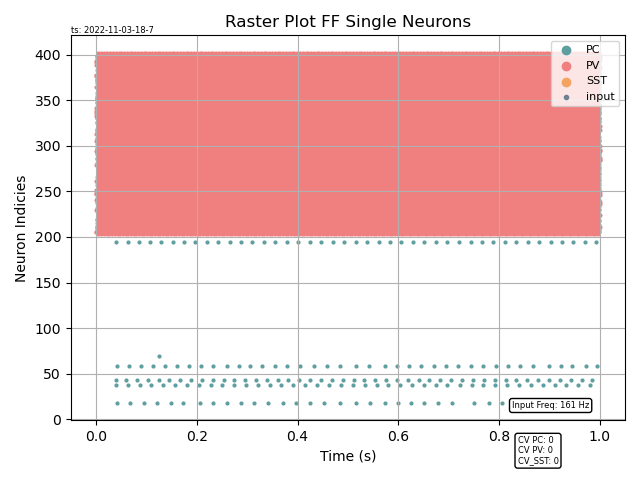 Raster Plot FF Single Neurons
ts: 2022-11-03-18-7
PC
PV
SST
input
400
350
300
250
200
150
100
50
0
Neuron Indicies
Input Freq: 161 Hz
0.0 0.2 0.4 0.6 0.8 1.0
Time (s)
CV PC: 0
CV PV: 0
CV_SST: 0